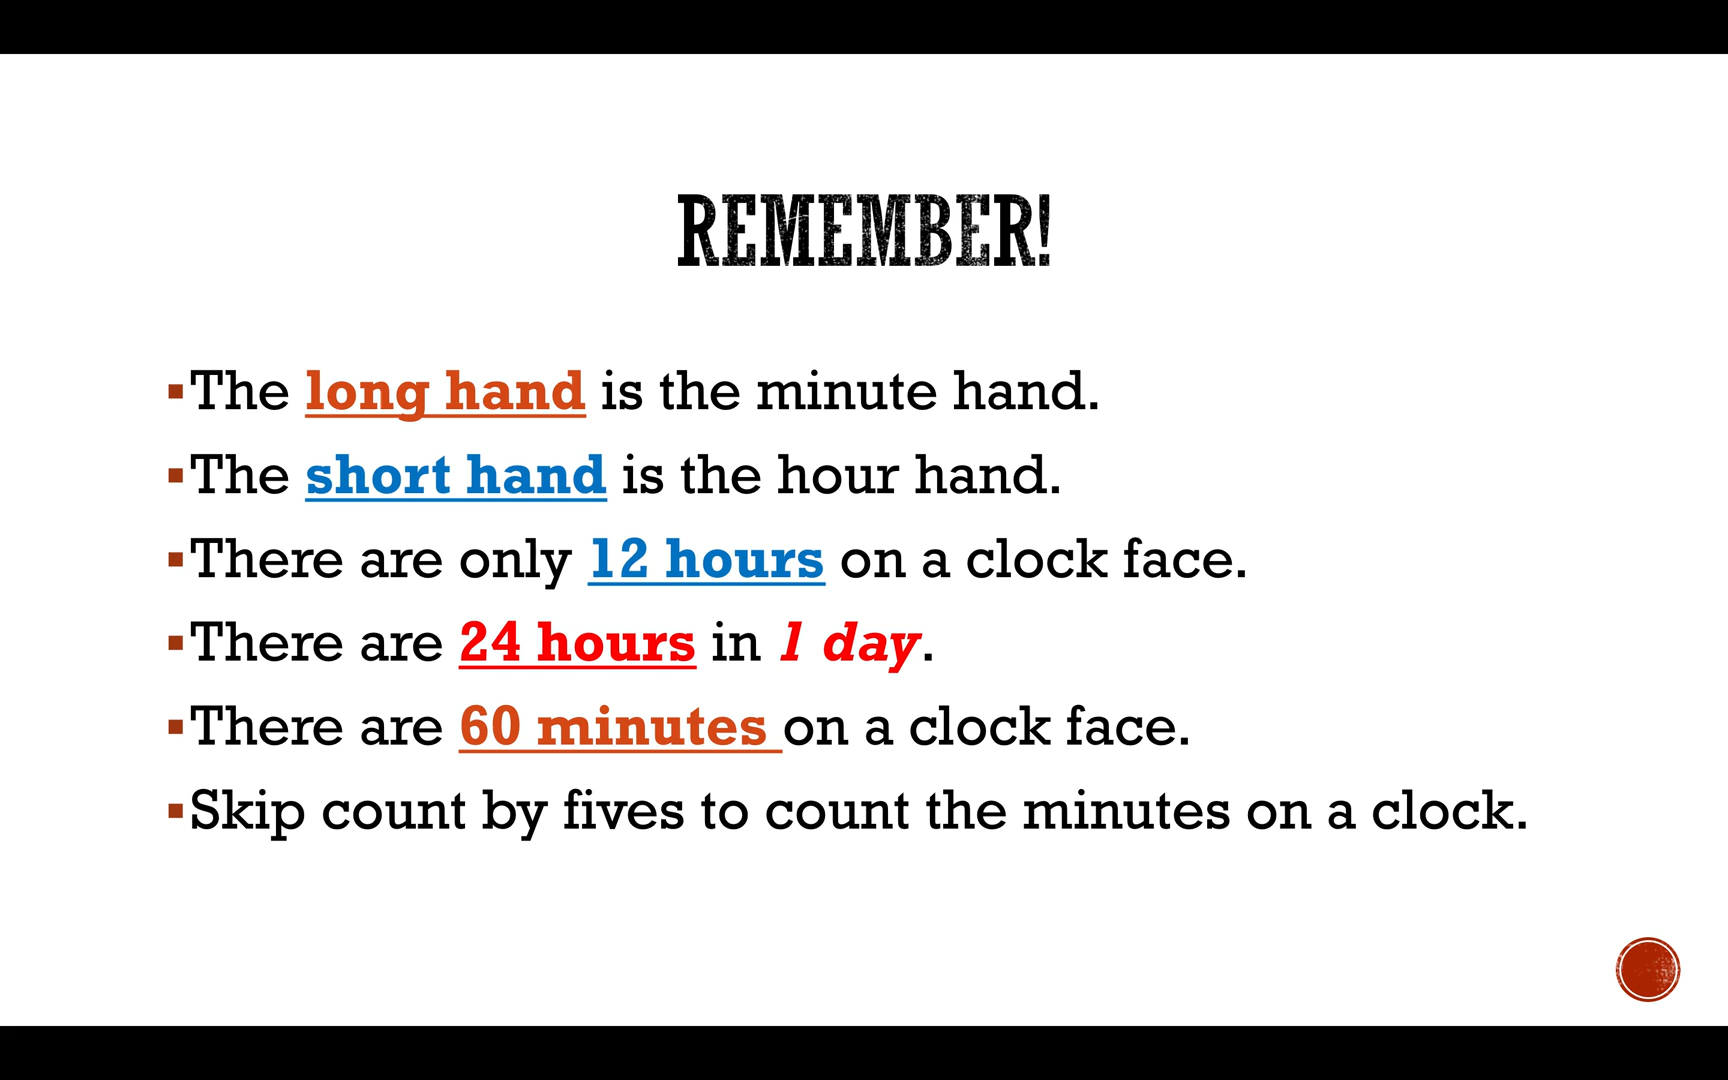 REMEMBER!
▪The long hand is the minute hand.
▪The short hand is the hour hand.
▪There are only 12 hours on a clock face.
▪There are 24 hours in 1 day.
▪There are 60 minutes on a clock face.
▪Skip count by fives to count the minutes on a clock.